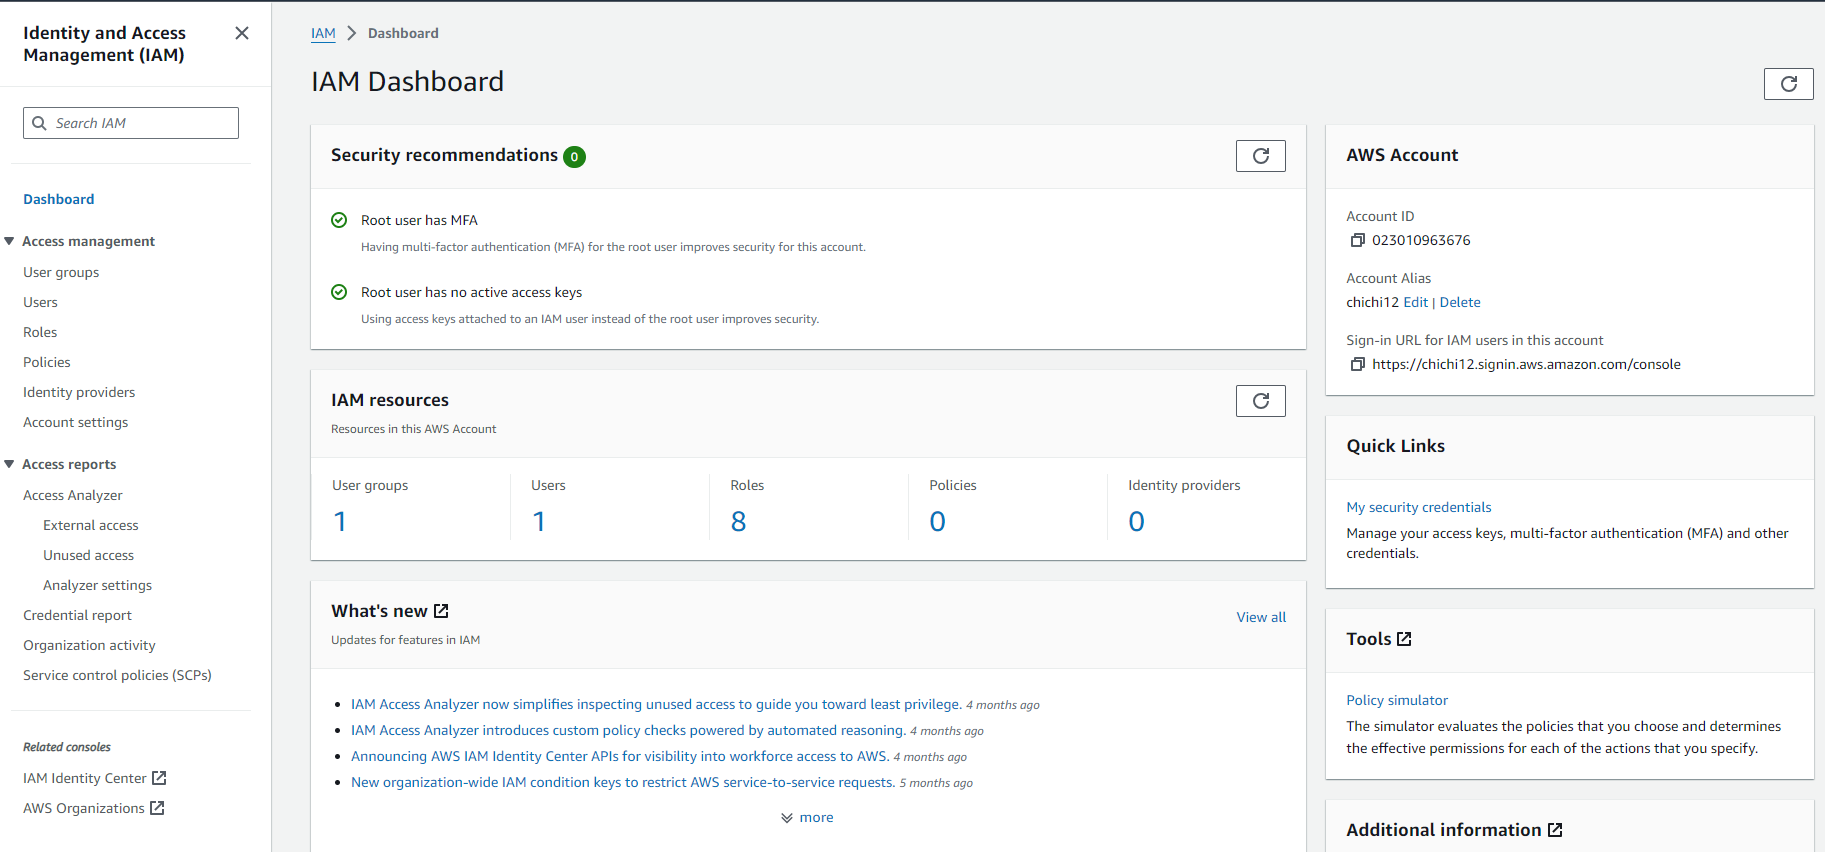 Identity and Access
Management (IAM)
Search IAM
Dashboard
Access management
User groups
Users
Roles
Policies
Identity providers
Account settings
Access reports
Access Analyzer
External access
Unused access
Analyzer settings
Credential report
Organization activity
Service control policies (SCPs)
Related consoles
IAM Identity Center
AWS Organizations
IAM > Dashboard
IAM Dashboard
Security recommendations 0
Root user has MFA
Having multi-factor authentication (MFA) for the root user improves security for this account.
Root user has no active access keys
Using access keys attached to an IAM user instead of the root user improves security.
IAM resources
Resources in this AWS Account
User groups
1
Users
1
Roles
8
Policies
0
Identity providers
0
What's new
View all
Updates for features in IAM
IAM Access Analyzer now simplifies inspecting unused access to guide you toward least privilege. 4 months ago
IAM Access Analyzer introduces custom policy checks powered by automated reasoning. 4 months ago
Announcing AWS IAM Identity Center APIs for visibility into workforce access to AWS. 4 months ago
New organization-wide IAM condition keys to restrict AWS service-to-service requests. 5 months ago
more
AWS Account
Account ID
023010963676
Account Alias
chichi12 Edit | Delete
Sign-in URL for IAM users in this account
https://chichi12.signin.aws.amazon.com/console
Quick Links
My security credentials
Manage your access keys, multi-factor authentication (MFA) and other
credentials.
Tools
Policy simulator
The simulator evaluates the policies that you choose and determines
the effective permissions for each of the actions that you specify.
Additional information